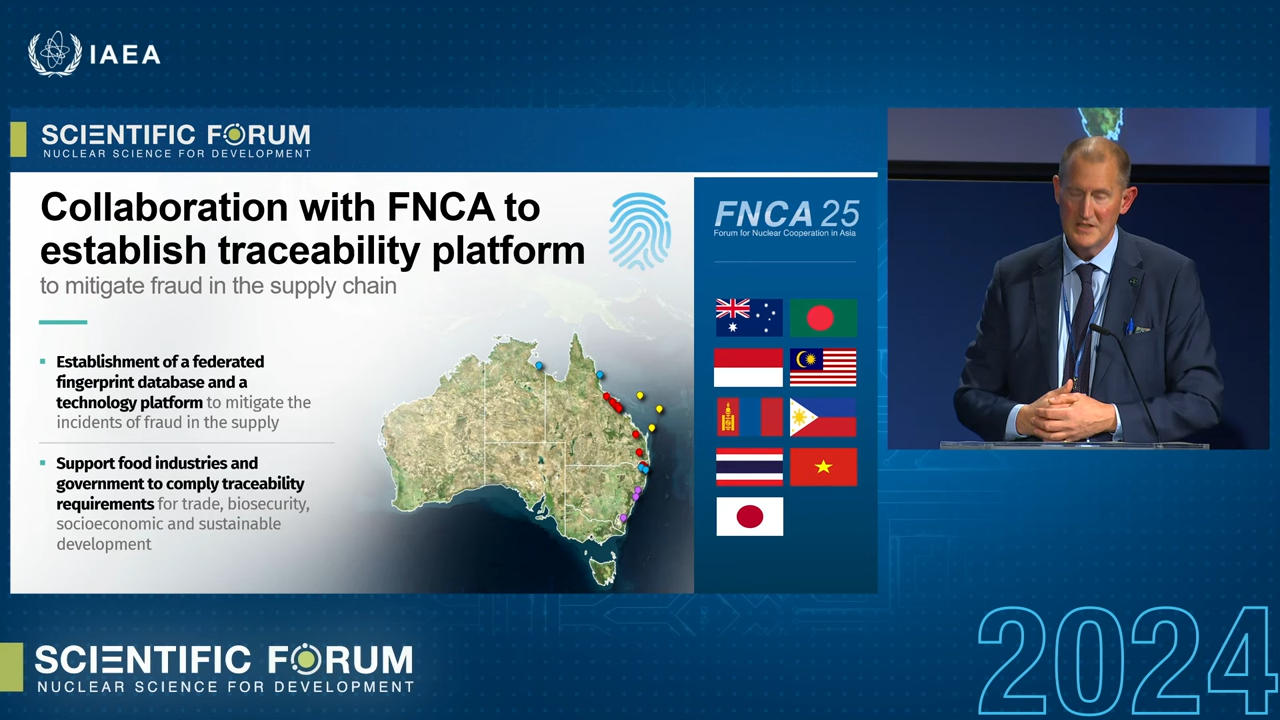 IAEA
SCIENTIFIC FORUM
NUCLEAR SCIENCE FOR DEVELOPMENT
Collaboration with FNCA to
establish traceability platform
to mitigate fraud in the supply chain
Establishment of a federated
fingerprint database and a
technology platform to mitigate the
incidents of fraud in the supply
Support food industries and
government to comply traceability
requirements for trade, biosecurity,
socioeconomic and sustainable
development
FNCA 25
Forum for Nuclear Cooperation in Asia
SCIENTIFIC FORUM
NUCLEAR SCIENCE FOR DEVELOPMENT
2024